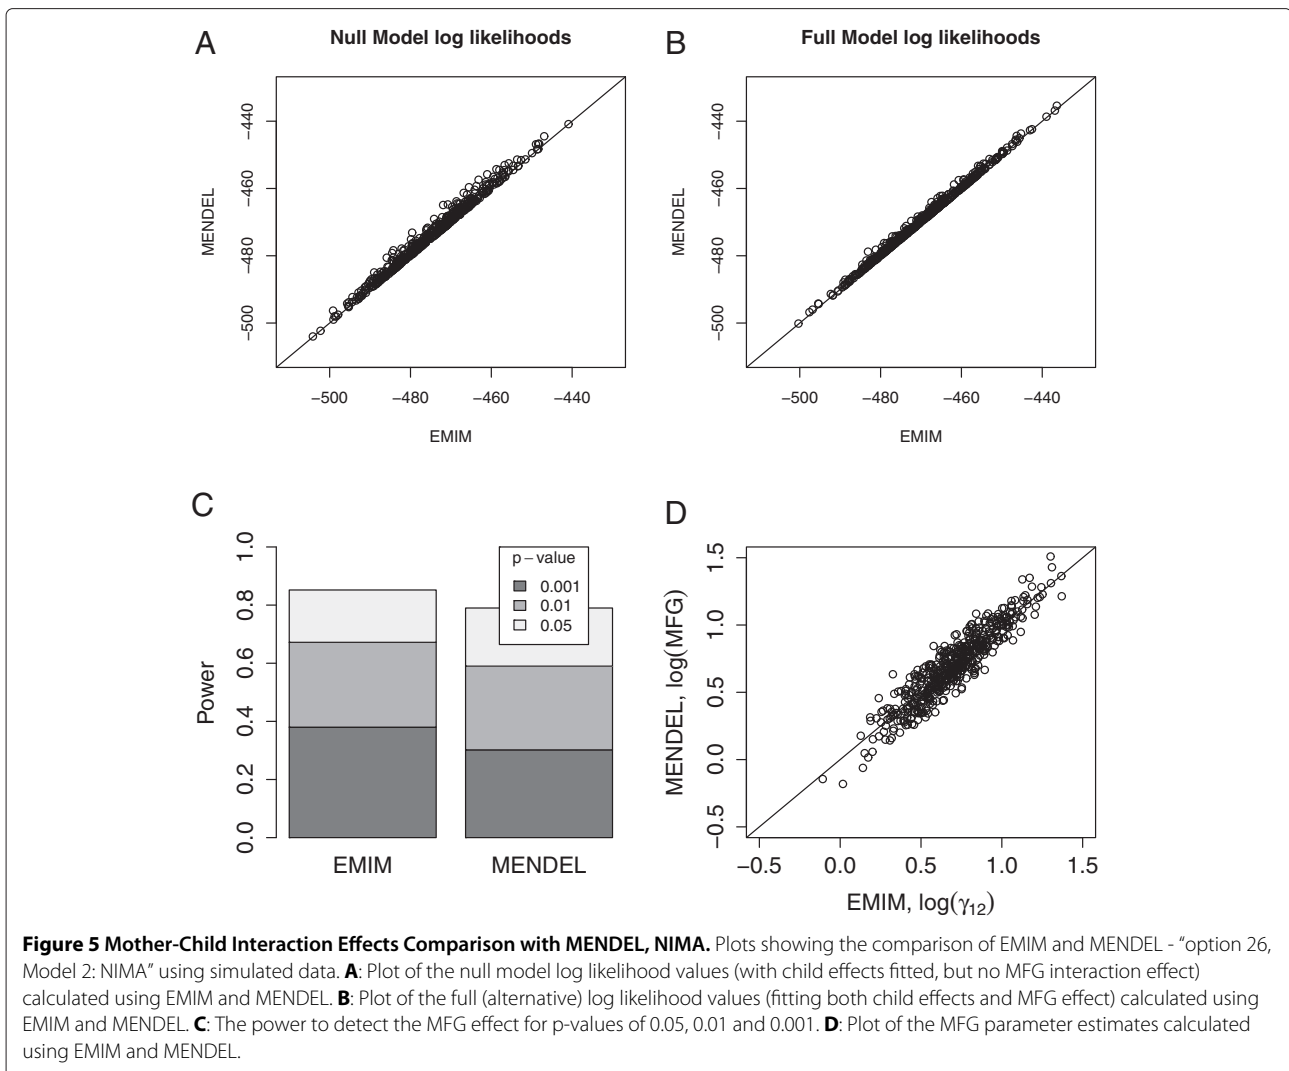 A
Null Model log likelihoods
MENDEL
−440
−460
−480
−500
−500 −480 −460 −440
EMIM
B
Full Model log likelihoods
MENDEL
−440
−460
−480
−500
−500 −480 −460 −440
EMIM
C
Power
1.0
0.8
0.6
0.4
0.2
0.0
p−value
0.001
0.01
0.05
EMIM MENDEL
D
MENDEL, log(MFG)
1.5
1.0
0.5
0.0
−0.5
−0.5 0.0 0.5 1.0 1.5
EMIM, log(γ12)
Figure 5 Mother-Child Interaction Effects Comparison with MENDEL, NIMA. Plots showing the comparison of EMIM and MENDEL - “option 26,
Model 2: NIMA” using simulated data. A: Plot of the null model log likelihood values (with child effects fitted, but no MFG interaction effect)
calculated using EMIM and MENDEL. B: Plot of the full (alternative) log likelihood values (fitting both child effects and MFG effect) calculated using
EMIM and MENDEL. C: The power to detect the MFG effect for p-values of 0.05, 0.01 and 0.001. D: Plot of the MFG parameter estimates calculated
using EMIM and MENDEL.